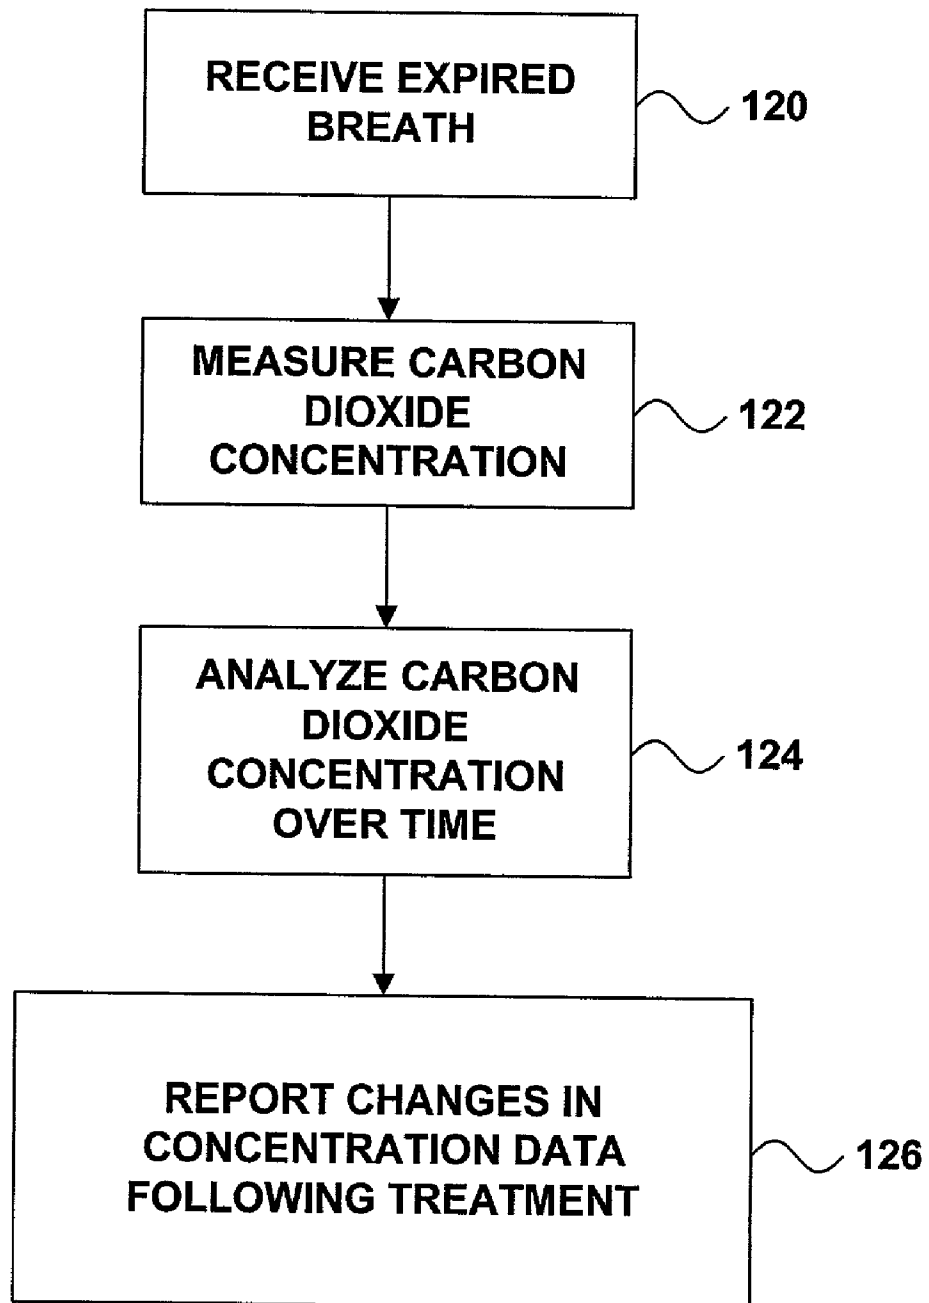 RECEIVE EXPIRED
BREATH
120
MEASURE CARBON
DIOXIDE
CONCENTRATION
122
ANALYZE CARBON
DIOXIDE
CONCENTRATION
OVER TIME
124
REPORT CHANGES IN
CONCENTRATION DATA
FOLLOWING TREATMENT
126